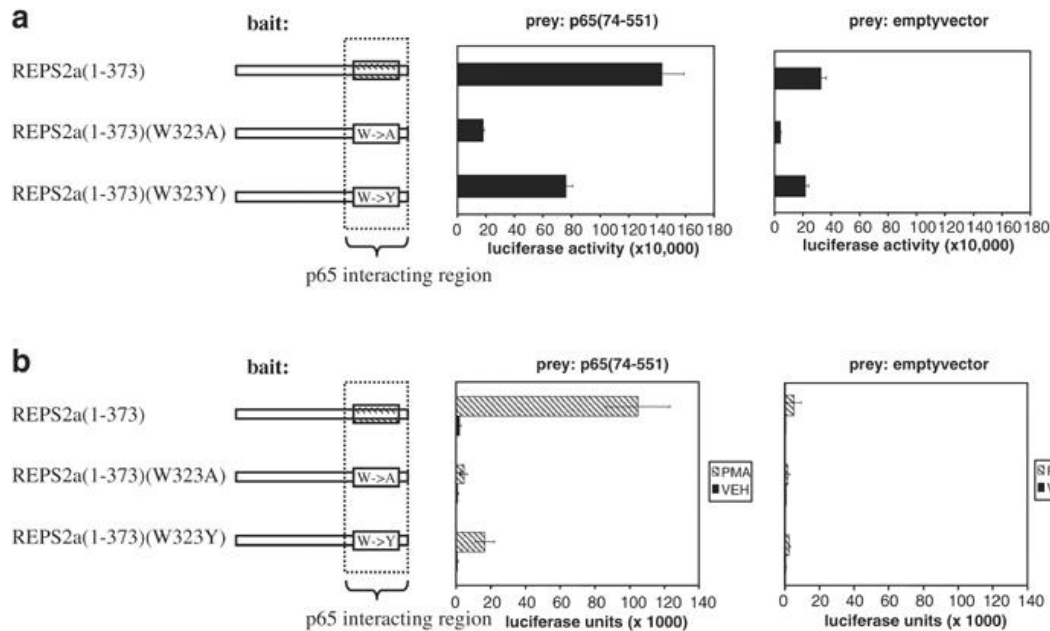 a
bait:
prey: p65(74-551)
prey: emptyvector
REPS2a(1-373)
REPS2a(1-373)(W323A)
W->A
REPS2a(1-373)(W323Y)
W->Y
0 20 40 60 80 100 120 140 160 180
luciferase activity (x10,000)
0 20 40 60 80 100 120 140 160 180
luciferase activity (x10,000)
p65 interacting region
b
bait:
prey: p65(74-551)
prey: emptyvector
REPS2a(1-373)
REPS2a(1-373)(W323A)
W->A
PMA
VEH
REPS2a(1-373)(W323Y)
W->Y
0 20 40 60 80 100 120 140
luciferase units (x 1000)
0 20 40 60 80 100 120 140
luciferase units (x 1000)
p65 interacting region